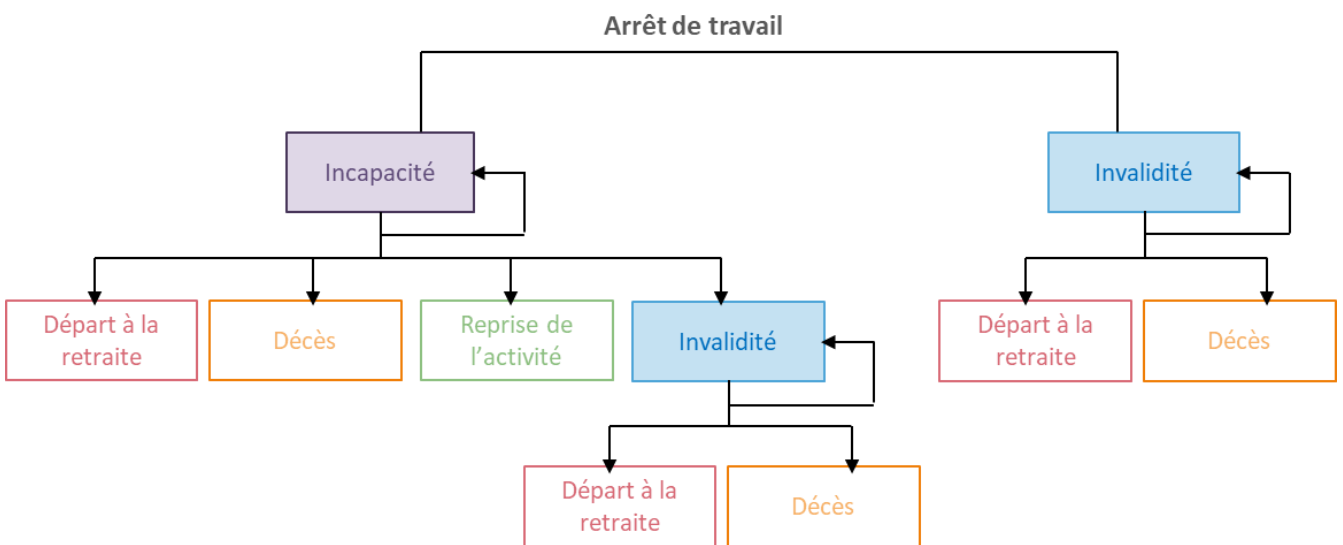 Arrêt de travail
Incapacité
Invalidité
Départ à la
retraite
Décès
Reprise de
l'activité
Invalidité
Départ à la
retraite
Décès
Départ à la
retraite
Décès